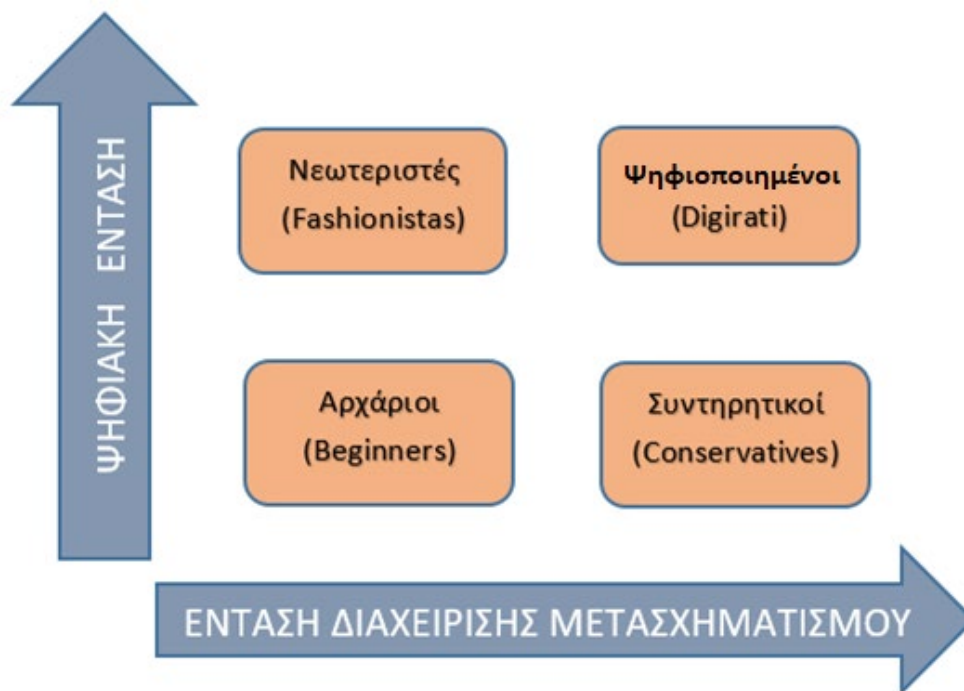 ΨΗΦΙΑΚΗ ΕΝΤΑΣΗ
Νεωτεριστές
(Fashionistas)
Ψηφιοποιημένοι
(Digirati)
Αρχάριοι
(Beginners)
Συντηρητικοί
(Conservatives)
ΕΝΤΑΣΗ ΔΙΑΧΕΙΡΙΣΗΣ ΜΕΤΑΣΧΗΜΑΤΙΣΜΟΥ